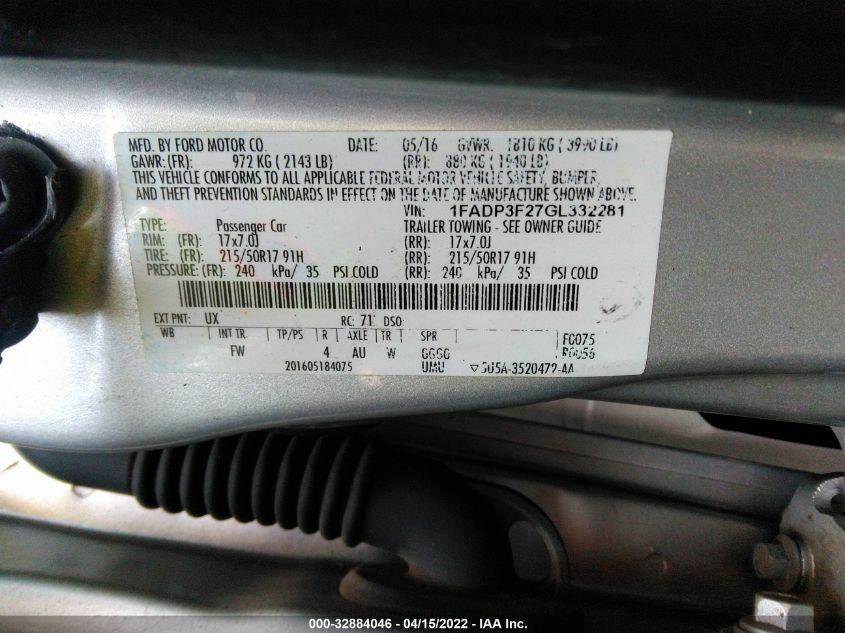 MFD. BY FORD MOTOR CO. DATE: 05/16 GVWR: 1810 KG ( 3990 LB)
GAWR: (FR): 972 KG ( 2143 LB) (RR): 880 KG ( 1940 LB)
THIS VEHICLE CONFORMS TO ALL APPLICABLE FEDERAL MOTOR VEHICLE SAFETY, BUMPER,
AND THEFT PREVENTION STANDARDS IN EFFECT ON THE DATE OF MANUFACTURE SHOWN ABOVE.
VIN: 1FADP3F27GL332281
TYPE: Passenger Car TRAILER TOWING - SEE OWNER GUIDE
RIM: (FR): 17x7.0J (RR): 17x7.0J
TIRE: (FR): 215/50R17 91H (RR): 215/50R17 91H
PRESSURE: (FR): 240 kPa/ 35 PSI COLD (RR): 240 kPa/ 35 PSI COLD
EXT PNT: UX RC: 71 DSO:
WB INT TR. TP/PS R AXLE TR SPR F0075
FW 4 AU W GGGG R0056
201605184075 UMU ▽5U5A-3520472-AA
000-32884046 - 04/15/2022 - IAA Inc.